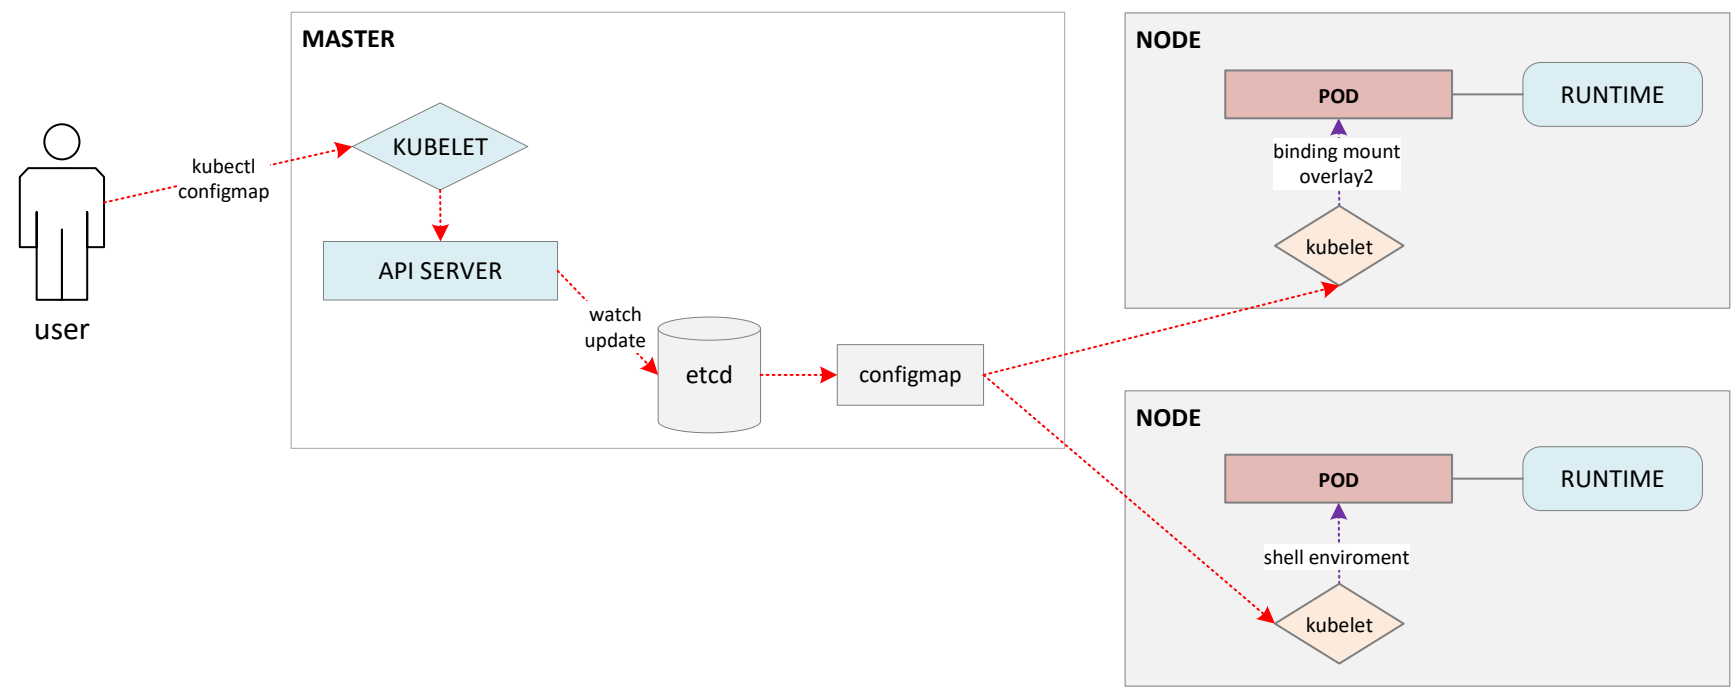 MASTER
KUBELET
kubectl
configmap
API SERVER
user
watch
update
etcd
configmap
NODE
POD
RUNTIME
binding mount
overlay2
kubelet
NODE
POD
RUNTIME
shell enviroment
kubelet